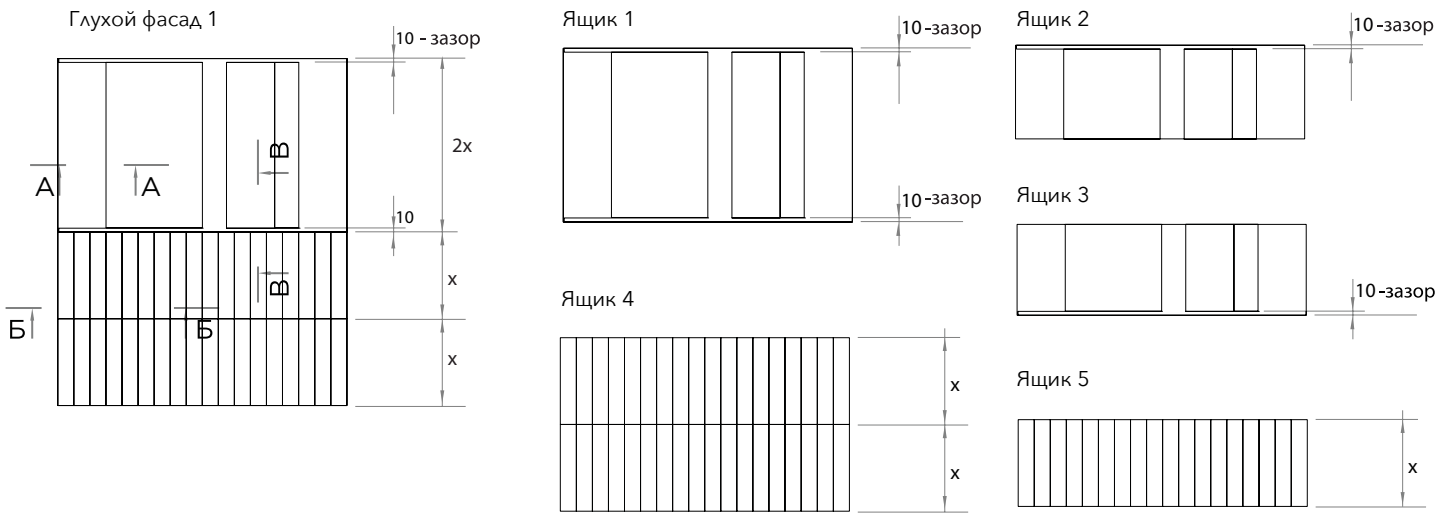 Глухой фасад 1
10 - зазор
2x
В
А
А
10
x
В
Б
Б
x
Ящик 1
10-зазор
10-зазор
Ящик 4
x
x
Ящик 2
10-зазор
Ящик 3
10-зазор
Ящик 5
x